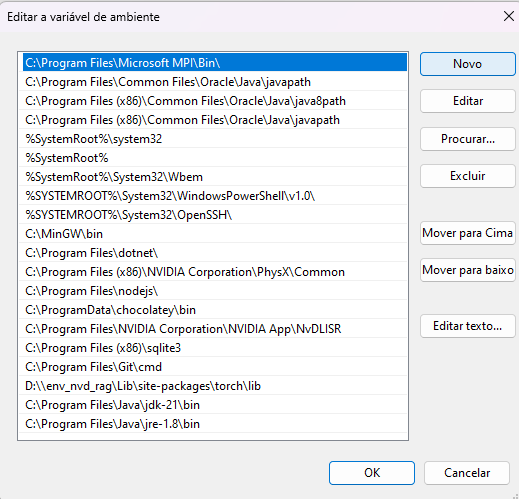 Editar a variável de ambiente
C:\Program Files\Microsoft MPI\Bin\
C:\Program Files\Common Files\Oracle\Java\javapath
C:\Program Files (x86)\Common Files\Oracle\Java\java8path
C:\Program Files (x86)\Common Files\Oracle\Java\javapath
%SystemRoot%\system32
%SystemRoot%
%SystemRoot%\System32\Wbem
%SYSTEMROOT%\System32\WindowsPowerShell\v1.0\
%SYSTEMROOT%\System32\OpenSSH\
C:\MinGW\bin
C:\Program Files\dotnet\
C:\Program Files (x86)\NVIDIA Corporation\PhysX\Common
C:\Program Files\nodejs\
C:\ProgramData\chocolatey\bin
C:\Program Files\NVIDIA Corporation\NVIDIA App\NvDLISR
C:\Program Files (x86)\sqlite3
C:\Program Files\Git\cmd
D:\\env_nvd_rag\Lib\site-packages\torch\lib
C:\Program Files\Java\jdk-21\bin
C:\Program Files\Java\jre-1.8\bin
Novo
Editar
Procurar...
Excluir
Mover para Cima
Mover para baixo
Editar texto...
OK
Cancelar